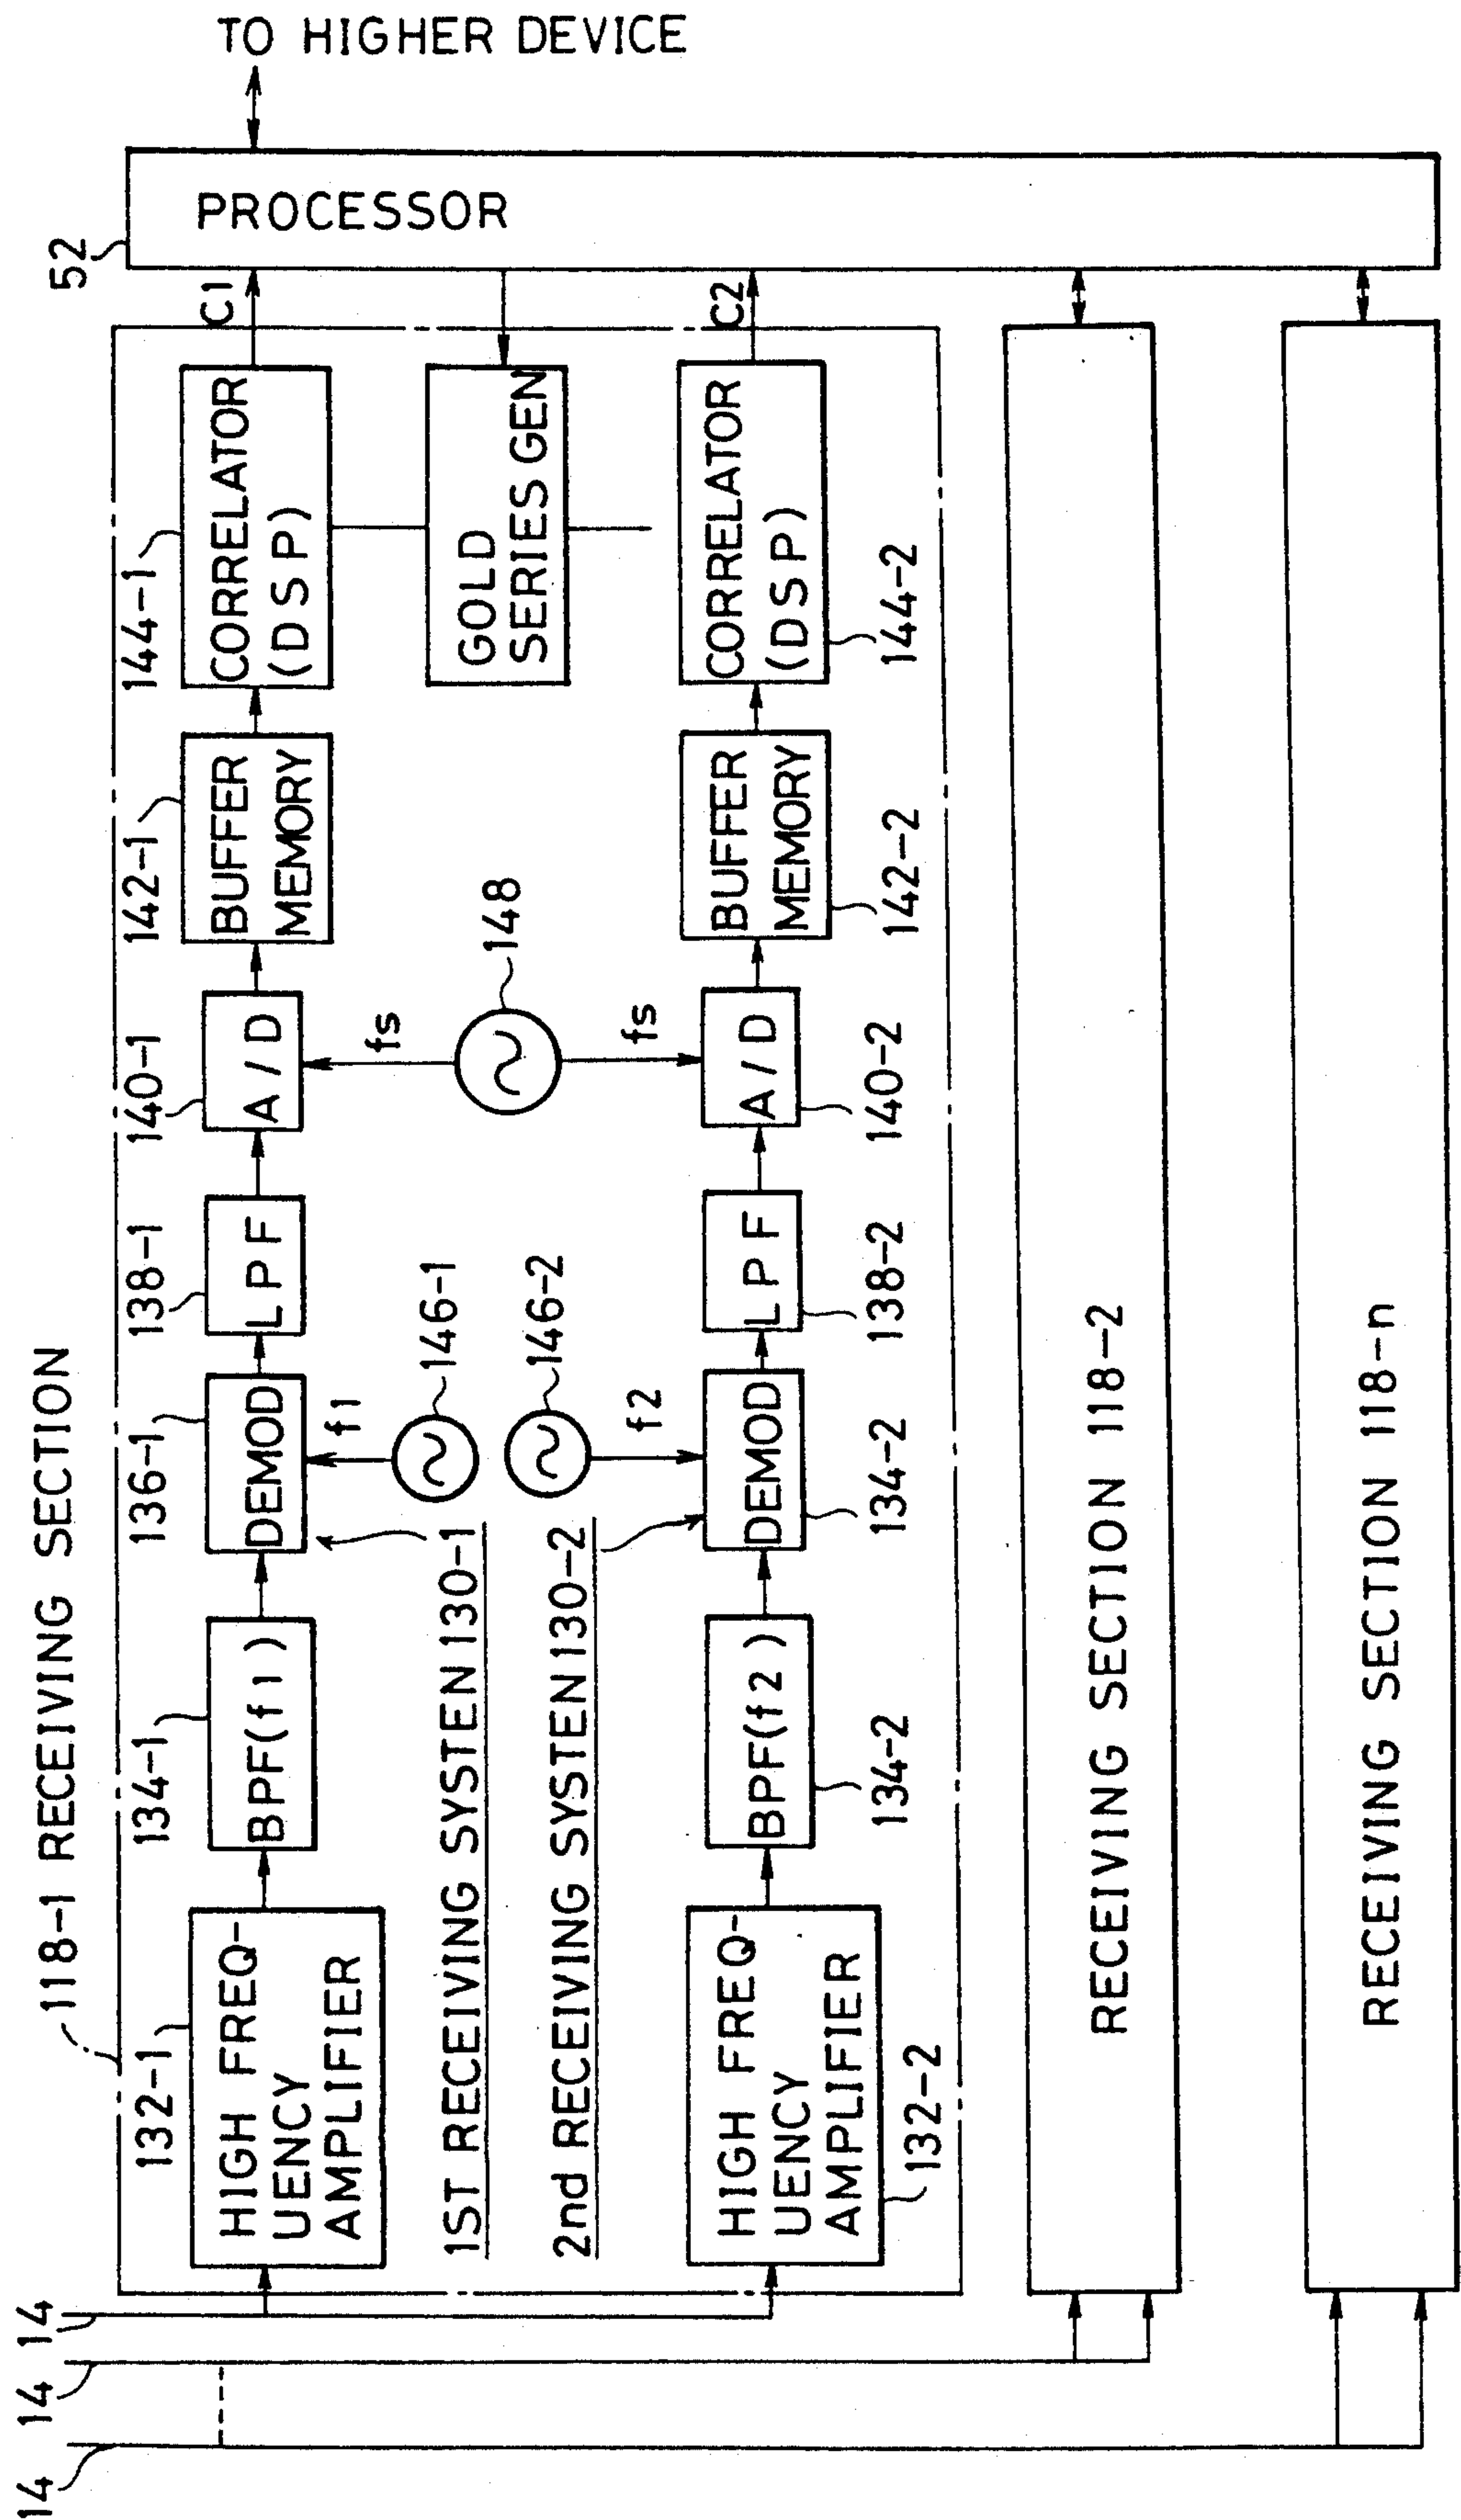 118-1 RECEIVING SECTION
14
14
14
132-1
HIGH FREQ-
UENCY
AMPLIFIER
134-1
BPF(f1)
136-1
DEMOD
138-1
LPF
140-1
A/D
142-1
BUFFER
MEMORY
144-1
CORRELATOR
(DSP)
C1
52
PROCESSOR
TO HIGHER DEVICE
1ST RECEIVING SYSTEN 130-1
f1
146-1
fs
148
GOLD
SERIES GEN
2nd RECEIVING SYSTEN 130-2
146-2
f2
fs
HIGH FREQ-
UENCY
AMPLIFIER
132-2
BPF(f2)
134-2
DEMOD
134-2
LPF
138-2
A/D
140-2
BUFFER
MEMORY
142-2
CORRELATOR
(DSP)
144-2
C2
RECEIVING SECTION 118-2
RECEIVING SECTION 118-n